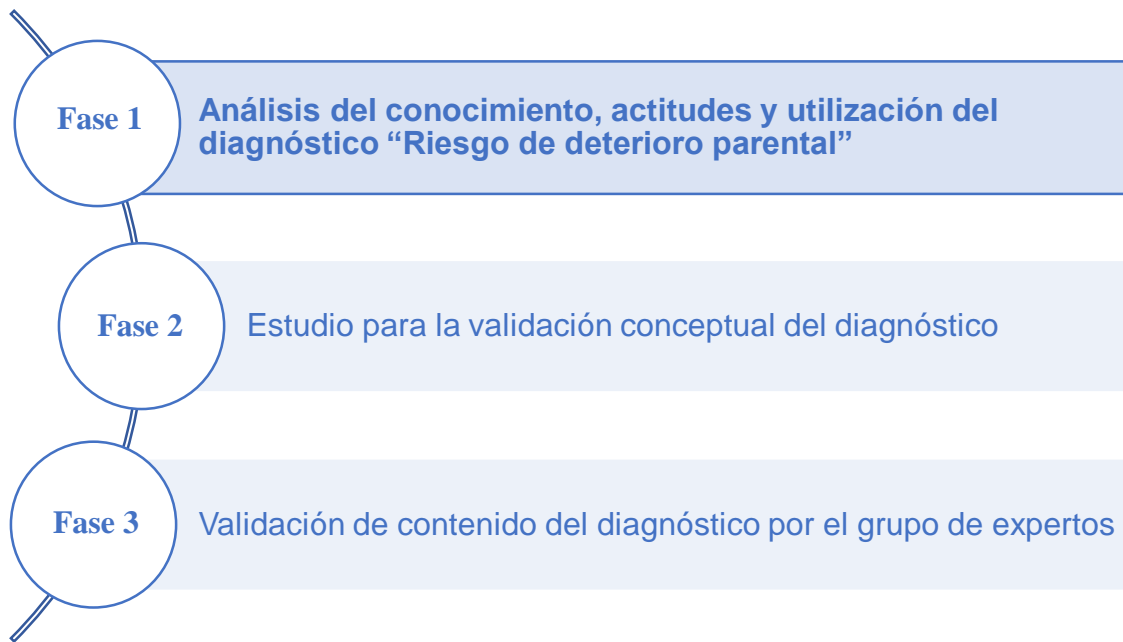 Fase 1
Análisis del conocimiento, actitudes y utilización del
diagnóstico “Riesgo de deterioro parental”
Fase 2
Estudio para la validación conceptual del diagnóstico
Fase 3
Validación de contenido del diagnóstico por el grupo de expertos